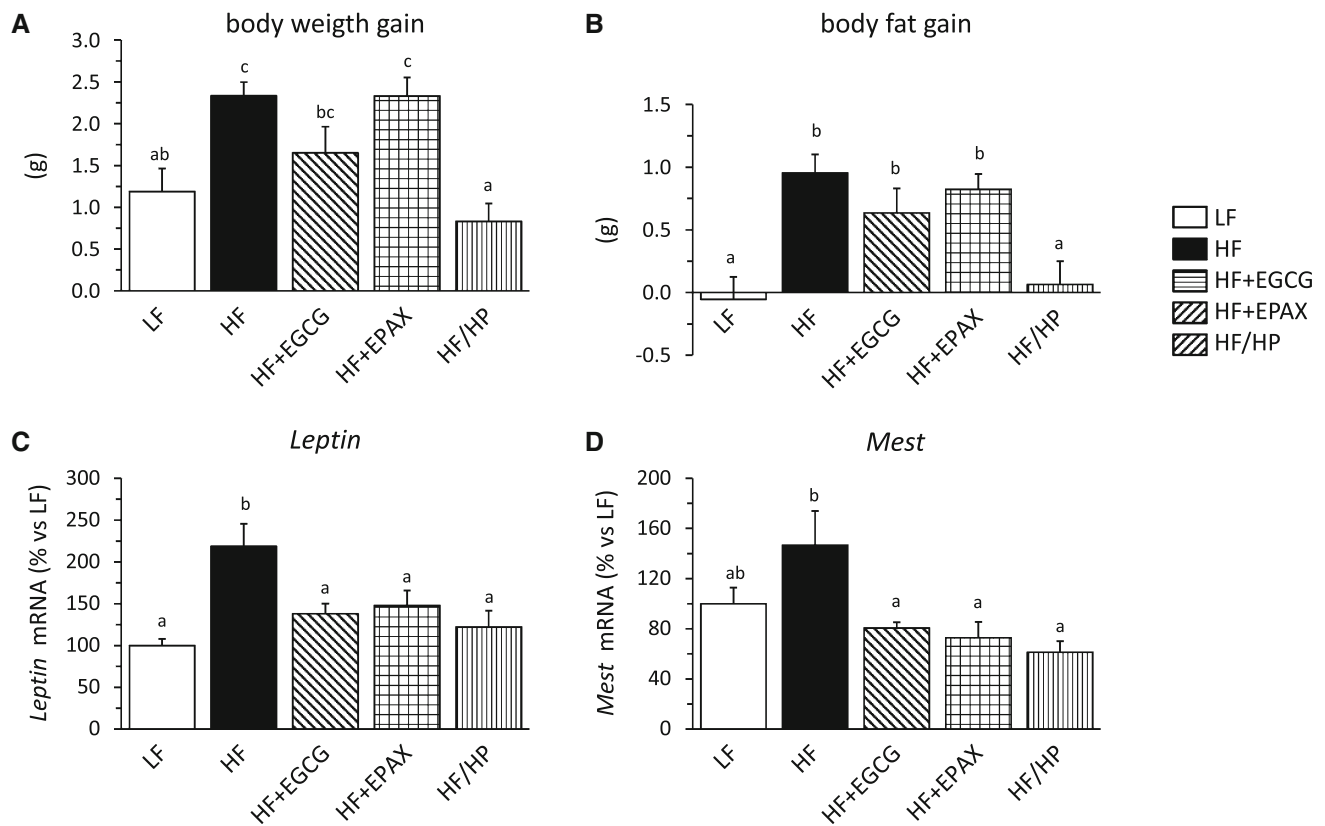 A
body weigth gain
3.0
2.5
2.0
1.5
1.0
0.5
0.0
(g)
ab
c
bc
c
a
LF
HF
HF+EGCG
HF+EPAX
HF/HP
B
body fat gain
1.5
1.0
0.5
0.0
-0.5
(g)
a
b
b
b
a
LF
HF
HF+EGCG
HF+EPAX
HF/HP
LF
HF
HF+EGCG
HF+EPAX
HF/HP
C
Leptin
300
250
200
150
100
50
0
Leptin mRNA (% vs LF)
a
b
a
a
a
LF
HF
HF+EGCG
HF+EPAX
HF/HP
D
Mest
200
160
120
80
40
0
Mest mRNA (% vs LF)
ab
b
a
a
a
LF
HF
HF+EGCG
HF+EPAX
HF/HP